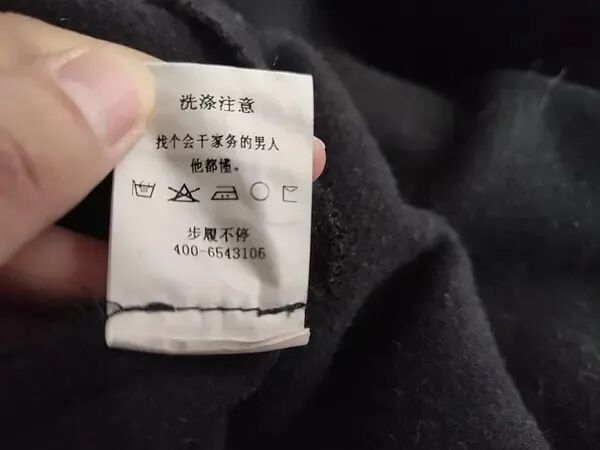 洗涤注意
找个会干家务的男人
他都懂。
步履不停
400-6543106